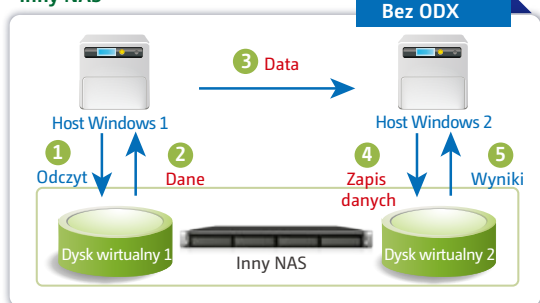 Inny NAS
Bez ODX
3 Data
Host Windows 1
Host Windows 2
1
Odczyt
2
Dane
4
Zapis
danych
5
Wyniki
Dysk wirtualny 1
Inny NAS
Dysk wirtualny 2